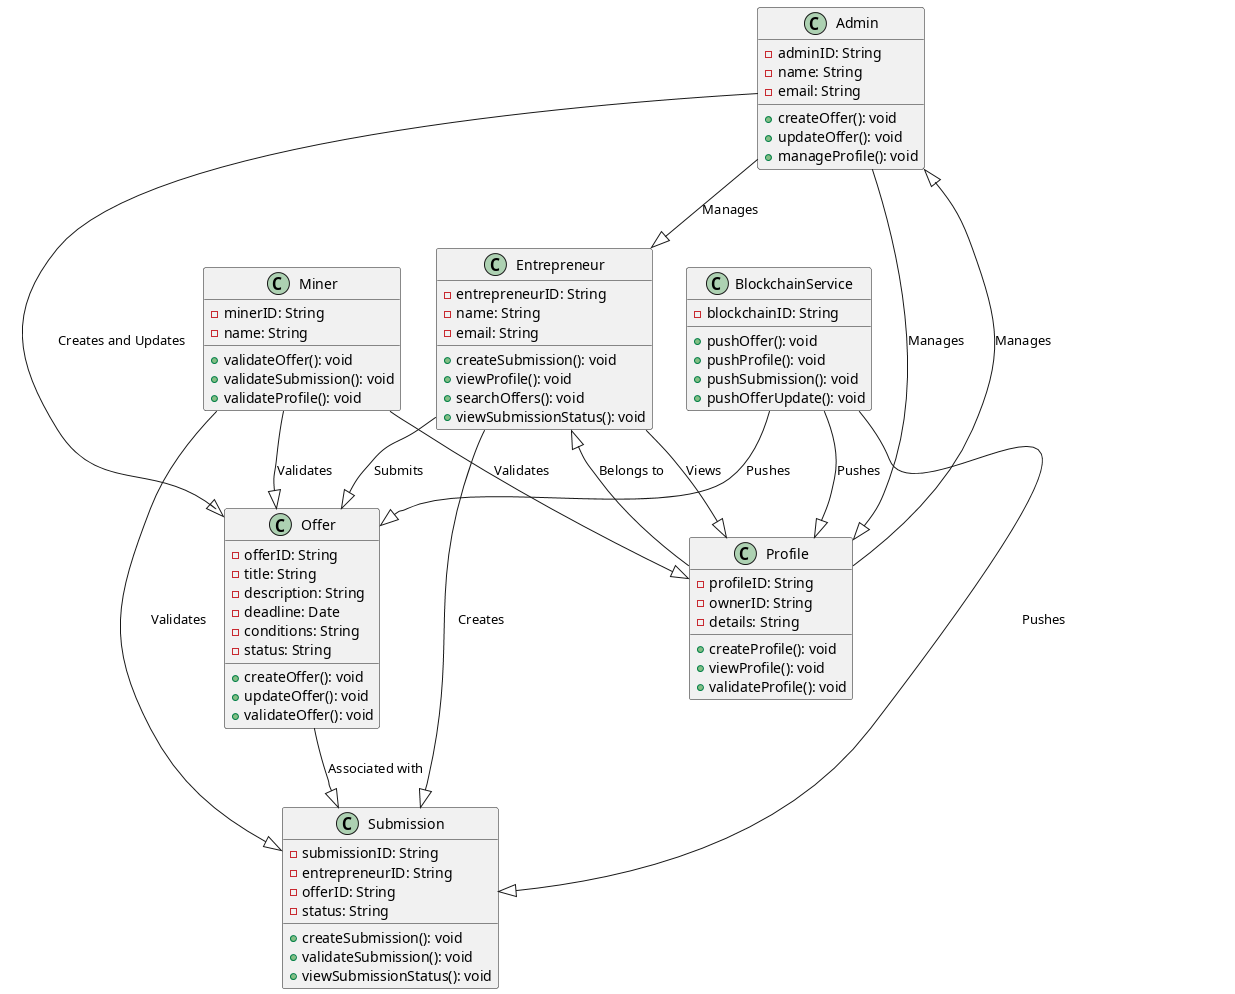 C Admin
adminID: String
name: String
email: String
createOffer(): void
updateOffer(): void
manageProfile(): void
Manages
C Miner
minerID: String
name: String
validateOffer(): void
validateSubmission(): void
validateProfile(): void
C Entrepreneur
entrepreneurID: String
name: String
email: String
createSubmission(): void
viewProfile(): void
searchOffers(): void
viewSubmissionStatus(): void
C BlockchainService
blockchainID: String
pushOffer(): void
pushProfile(): void
pushSubmission(): void
pushOfferUpdate(): void
Creates and Updates
Manages
Manages
Validates
Submits
Validates
Belongs to
Views
Pushes
Pushes
C Offer
offerID: String
title: String
description: String
deadline: Date
conditions: String
status: String
createOffer(): void
updateOffer(): void
validateOffer(): void
C Profile
profileID: String
ownerID: String
details: String
createProfile(): void
viewProfile(): void
validateProfile(): void
Validates
Creates
Pushes
Associated with
C Submission
submissionID: String
entrepreneurID: String
offerID: String
status: String
createSubmission(): void
validateSubmission(): void
viewSubmissionStatus(): void